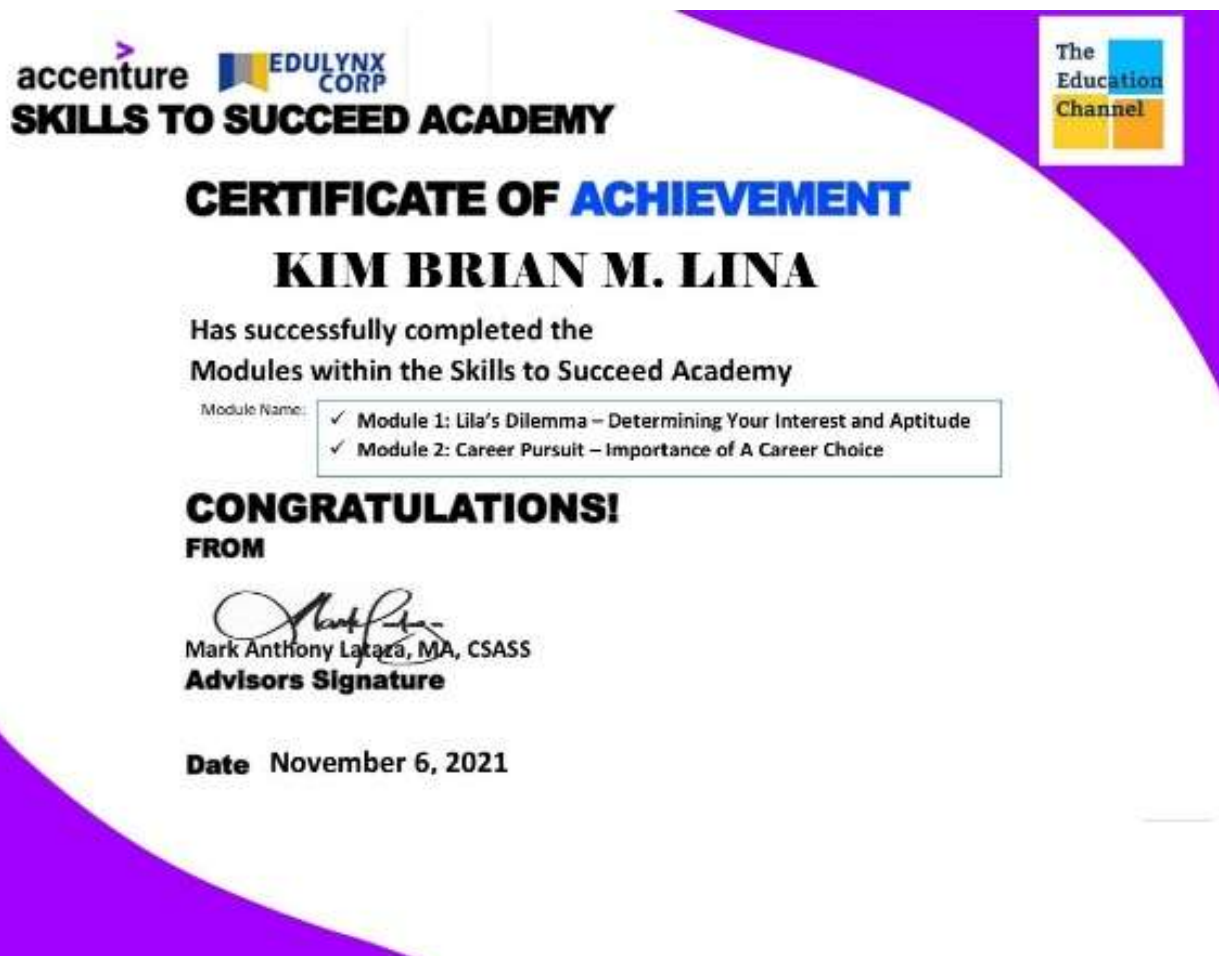 accenture
EDULYNX
CORP
The
Education
Channel
SKILLS TO SUCCEED ACADEMY
CERTIFICATE OF ACHIEVEMENT
KIM BRIAN M. LINA
Has successfully completed the
Modules within the Skills to Succeed Academy
Module Name:
✓ Module 1: Lila’s Dilemma – Determining Your Interest and Aptitude
✓ Module 2: Career Pursuit – Importance of A Career Choice
CONGRATULATIONS!
FROM
Mark Anthony Lataza, MA, CSASS
Advisors Signature
Date November 6, 2021